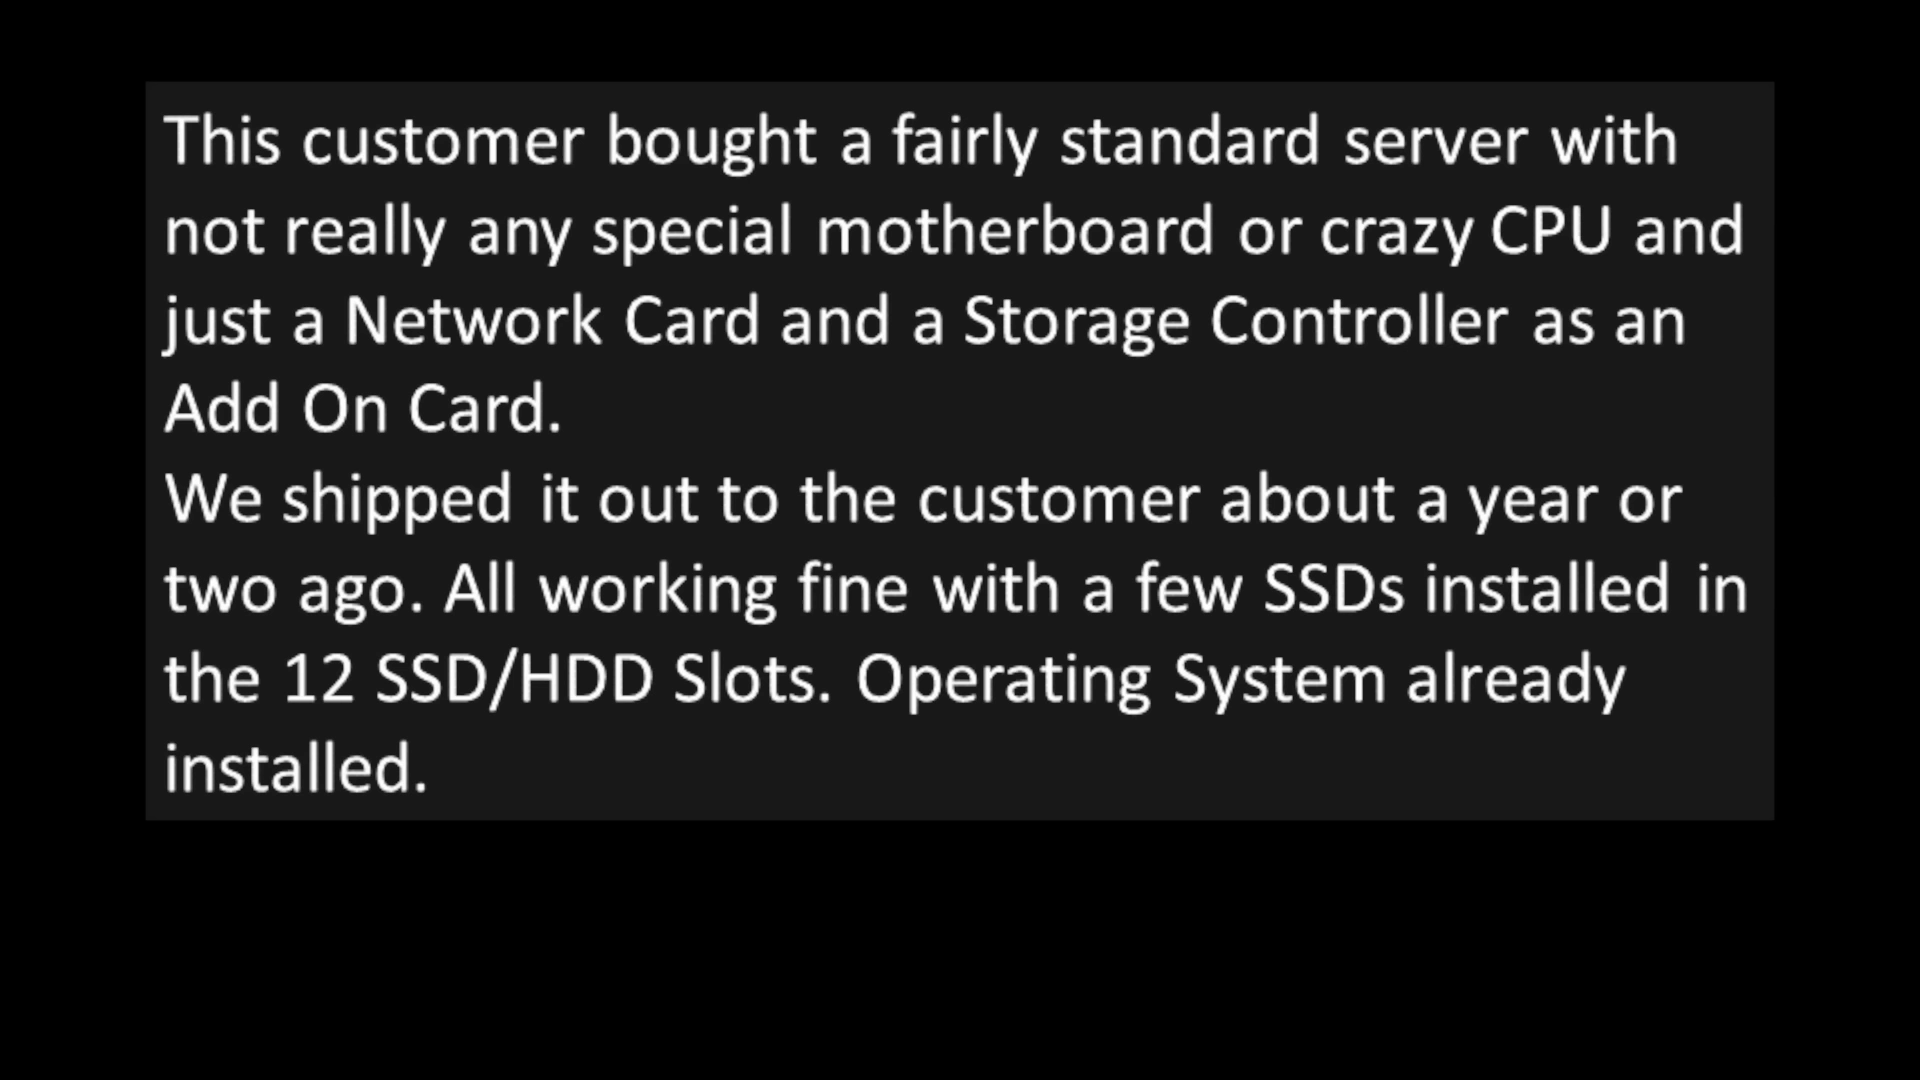 This customer bought a fairly standard server with
not really any special motherboard or crazy CPU and
just a Network Card and a Storage Controller as an
Add On Card.
We shipped it out to the customer about a year or
two ago. All working fine with a few SSDs installed in
the 12 SSD/HDD Slots. Operating System already
installed.